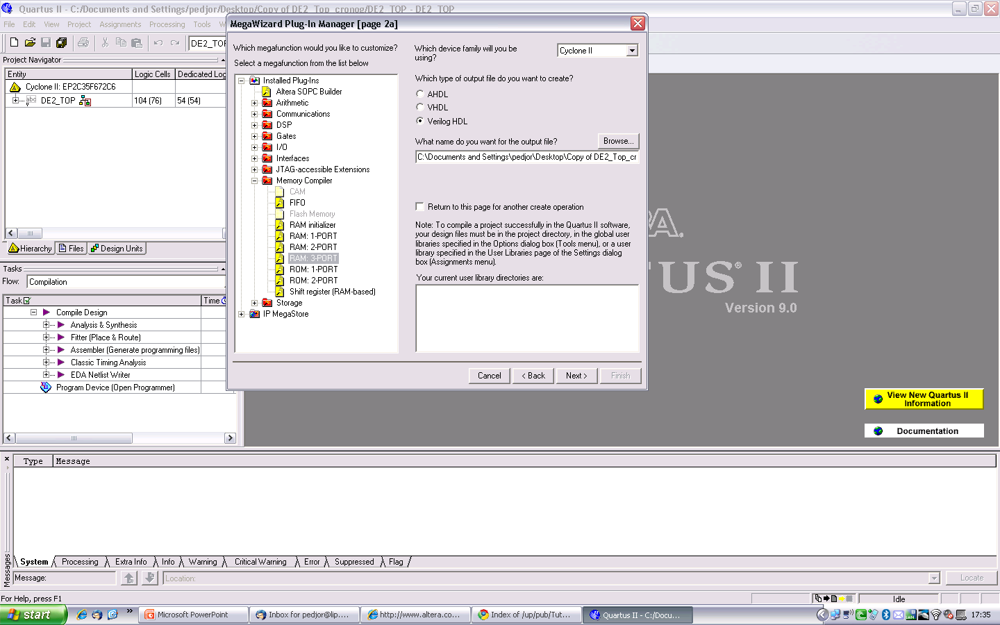 Quartus II - C:/Documents and Settings/pedjor/Desktop/Copy of DE2_Top_cronog/DE2_TOP - DE2_TOP
File Edit View Project Assignments Processing Tools
DE2_TOP
Project Navigator
Entity Logic Cells Dedicated Log
Cyclone II: EP2C35F672C6
abc DE2_TOP 104 (76) 54 (54)
Hierarchy Files Design Units
Tasks
Flow: Compilation
Task Time
Compile Design
Analysis & Synthesis
Fitter (Place & Route)
Assembler (Generate programming files)
Classic Timing Analysis
EDA Netlist Writer
Program Device (Open Programmer)
MegaWizard Plug-In Manager [page 2a]
Which megafunction would you like to customize?
Select a megafunction from the list below
Installed Plug-Ins
Altera SOPC Builder
Arithmetic
Communications
DSP
Gates
I/O
Interfaces
JTAG-accessible Extensions
Memory Compiler
CAM
FIFO
Flash Memory
RAM initializer
RAM: 1-PORT
RAM: 2-PORT
RAM: 3-PORT
ROM: 1-PORT
ROM: 2-PORT
Shift register (RAM-based)
Storage
IP MegaStore
Which device family will you be
using?
Cyclone II
Which type of output file do you want to create?
AHDL
VHDL
Verilog HDL
What name do you want for the output file?
Browse...
C:\Documents and Settings\pedjor\Desktop\Copy of DE2_Top_cr
Return to this page for another create operation
Note: To compile a project successfully in the Quartus II software,
your design files must be in the project directory, in the global user
libraries specified in the Options dialog box (Tools menu), or a user
library specified in the User Libraries page of the Settings dialog
box (Assignments menu).
Your current user library directories are:
Cancel < Back Next > Finish
RA.
TUS® II
Version 9.0
View New Quartus II
Information
Documentation
Type Message
System Processing Extra Info Info Warning Critical Warning Error Suppressed Flag
Messages
Message: Location: Locate
For Help, press F1
Idle
start
Microsoft PowerPoint
Inbox for pedjor@lip....
http://www.altera.co...
Index of /up/pub/Tut...
Quartus II - C:/Docu...
17:35